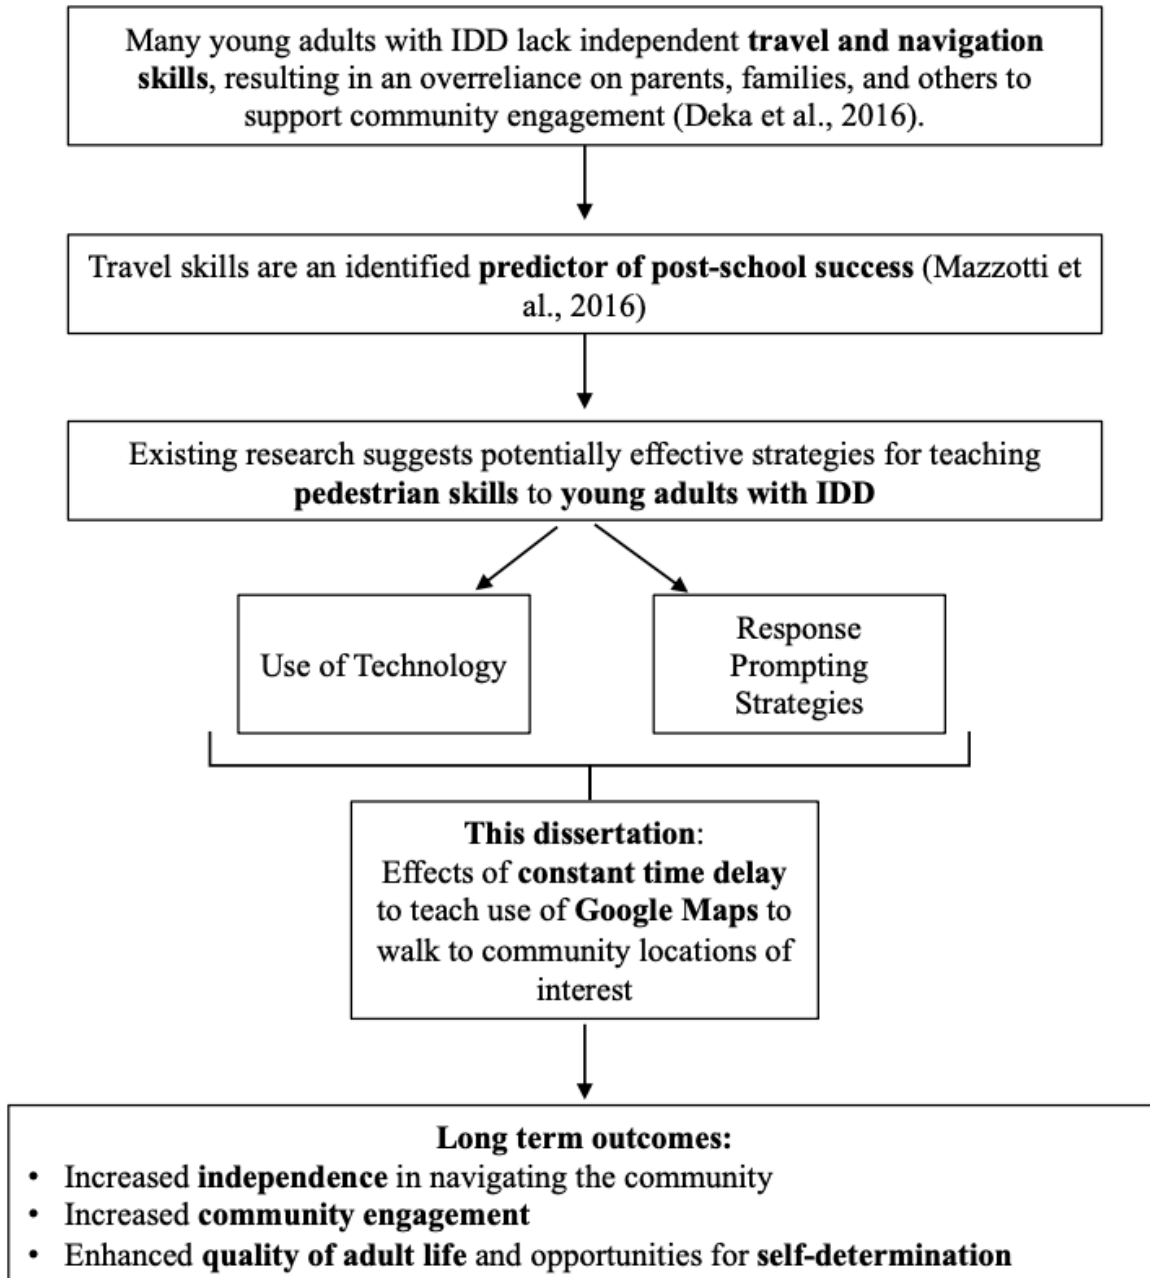 Many young adults with IDD lack independent travel and navigation
skills, resulting in an overreliance on parents, families, and others to
support community engagement (Deka et al., 2016).
Travel skills are an identified predictor of post-school success (Mazzotti et
al., 2016)
Existing research suggests potentially effective strategies for teaching
pedestrian skills to young adults with IDD
Use of Technology
Response
Prompting
Strategies
This dissertation:
Effects of constant time delay
to teach use of Google Maps to
walk to community locations of
interest
Long term outcomes:
• Increased independence in navigating the community
• Increased community engagement
• Enhanced quality of adult life and opportunities for self-determination